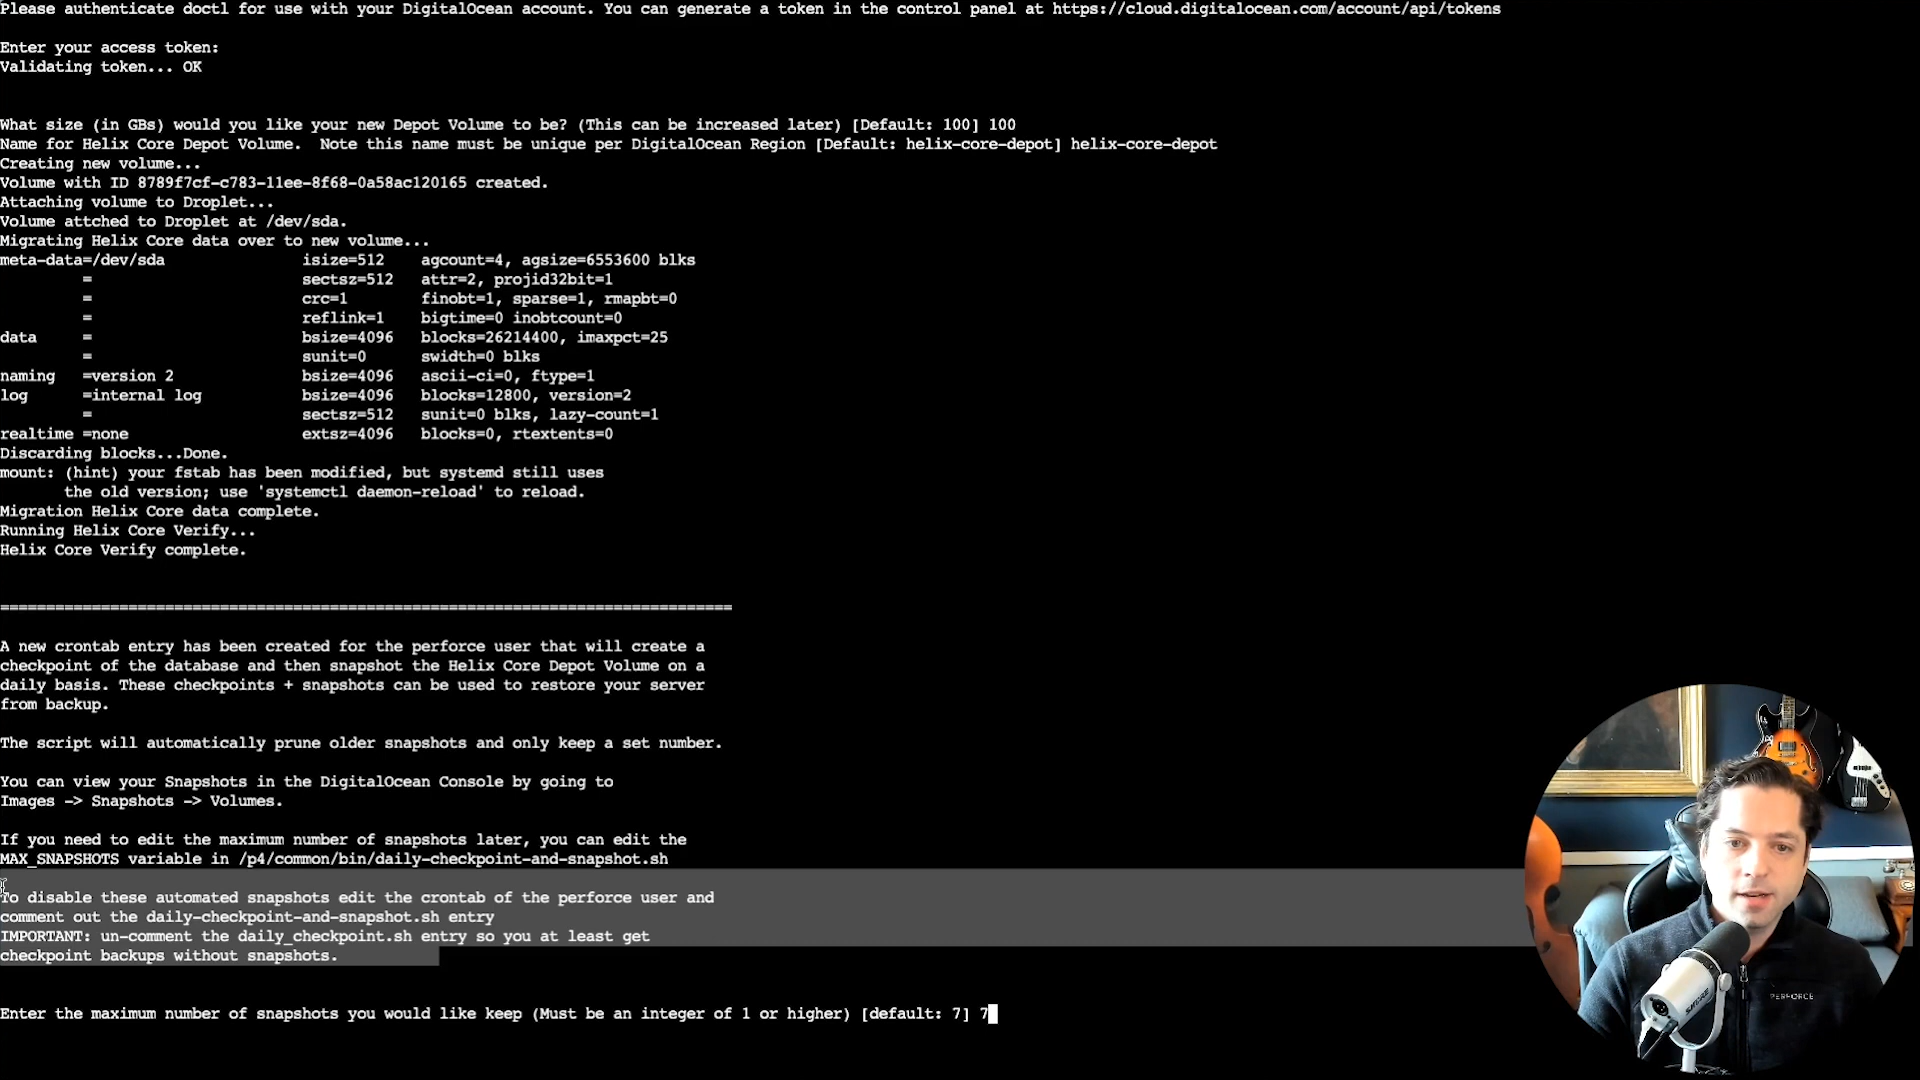 Please authenticate doctl for use with your DigitalOcean account. You can generate a token in the control panel at https://cloud.digitalocean.com/account/api/tokens
Enter your access token:
Validating token... OK
What size (in GBs) would you like your new Depot Volume to be? (This can be increased later) [Default: 100] 100
Name for Helix Core Depot Volume.  Note this name must be unique per DigitalOcean Region [Default: helix-core-depot] helix-core-depot
Creating new volume...
Volume with ID 8789f7cf-c783-11ee-8f68-0a58ac120165 created.
Attaching volume to Droplet...
Volume attched to Droplet at /dev/sda.
Migrating Helix Core data over to new volume...
meta-data=/dev/sda               isize=512    agcount=4, agsize=6553600 blks
         =                       sectsz=512   attr=2, projid32bit=1
         =                       crc=1        finobt=1, sparse=1, rmapbt=0
         =                       reflink=1    bigtime=0 inobtcount=0
data     =                       bsize=4096   blocks=26214400, imaxpct=25
         =                       sunit=0      swidth=0 blks
naming   =version 2              bsize=4096   ascii-ci=0, ftype=1
log      =internal log           bsize=4096   blocks=12800, version=2
         =                       sectsz=512   sunit=0 blks, lazy-count=1
realtime =none                   extsz=4096   blocks=0, rtextents=0
Discarding blocks...Done.
mount: (hint) your fstab has been modified, but systemd still uses
       the old version; use 'systemctl daemon-reload' to reload.
Migration Helix Core data complete.
Running Helix Core Verify...
Helix Core Verify complete.
================================================================================
A new crontab entry has been created for the perforce user that will create a
checkpoint of the database and then snapshot the Helix Core Depot Volume on a
daily basis. These checkpoints + snapshots can be used to restore your server
from backup.
The script will automatically prune older snapshots and only keep a set number.
You can view your Snapshots in the DigitalOcean Console by going to
Images -> Snapshots -> Volumes.
If you need to edit the maximum number of snapshots later, you can edit the
MAX_SNAPSHOTS variable in /p4/common/bin/daily-checkpoint-and-snapshot.sh
To disable these automated snapshots edit the crontab of the perforce user and
comment out the daily-checkpoint-and-snapshot.sh entry
IMPORTANT: un-comment the daily_checkpoint.sh entry so you at least get
checkpoint backups without snapshots.
Enter the maximum number of snapshots you would like keep (Must be an integer of 1 or higher) [default: 7] 7
PERFORCE
SHURE